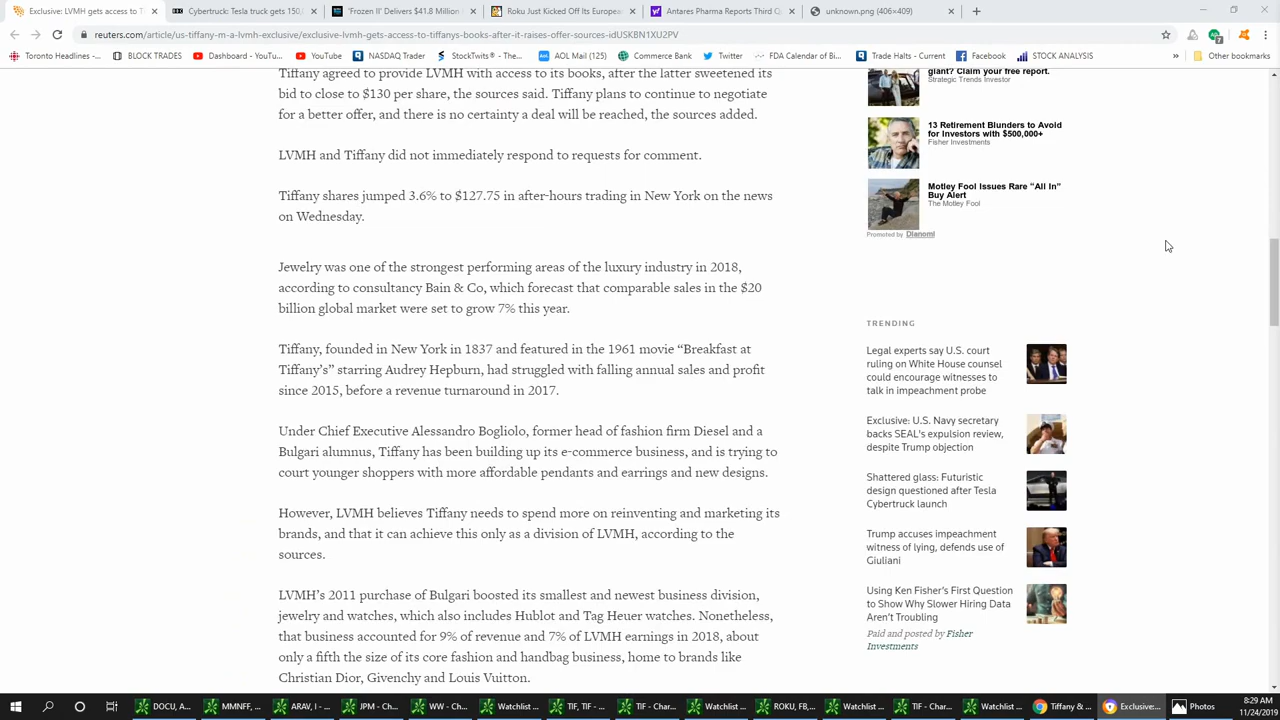 Exclusive: LVMH gets access to T
Cybertruck: Tesla truck gets 150,
"Frozen II" Delivers $41.8 Million
Roku Just Kicked Off Its Europea
Antares Pharma Reports Third Q
unknown.png (406×409)
reuters.com/article/us-tiffany-m-a-lvmh-exclusive/exclusive-lvmh-gets-access-to-tiffanys-books-after-it-raises-offer-sources-idUSKBN1XU2PV
Toronto Headlines -...
BLOCK TRADES
Dashboard - YouTu...
YouTube
NASDAQ Trader
StockTwits® - The...
AOL Mail (125)
Commerce Bank
Twitter
FDA Calendar of Bi...
Trade Halts - Current
Facebook
STOCK ANALYSIS
»
Other bookmarks
Tiffany agreed to provide LVMH with access to its books, after the latter sweetened its
bid close to $130 per share, the sources said. Tiffany plans to continue to negotiate
for a better offer, and there is no certainty a deal will be reached, the sources added.
LVMH and Tiffany did not immediately respond to requests for comment.
Tiffany shares jumped 3.6% to $127.75 in after-hours trading in New York on the news
on Wednesday.
Jewelry was one of the strongest performing areas of the luxury industry in 2018,
according to consultancy Bain & Co, which forecast that comparable sales in the $20
billion global market were set to grow 7% this year.
Tiffany, founded in New York in 1837 and featured in the 1961 movie “Breakfast at
Tiffany’s” starring Audrey Hepburn, had struggled with falling annual sales and profit
since 2015, before a revenue turnaround in 2017.
Under Chief Executive Alessandro Bogliolo, former head of fashion firm Diesel and a
Bulgari alumnus, Tiffany has been building up its e-commerce business, and is trying to
court younger shoppers with more affordable pendants and earrings and new designs.
However LVMH believes Tiffany needs to spend more on reinventing and marketing its
brands, and that it can achieve this only as a division of LVMH, according to the
sources.
LVMH’s 2011 purchase of Bulgari boosted its smallest and newest business division,
jewelry and watches, which also includes Hublot and Tag Heuer watches. Nonetheless,
that business accounted for 9% of revenue and 7% of LVMH earnings in 2018, about
only a fifth the size of its core fashion and handbag business, home to brands like
Christian Dior, Givenchy and Louis Vuitton.
giant? Claim your free report.
Strategic Trends Investor
13 Retirement Blunders to Avoid
for Investors with $500,000+
Fisher Investments
Motley Fool Issues Rare “All In”
Buy Alert
The Motley Fool
Promoted by Dianomi
TRENDING
Legal experts say U.S. court
ruling on White House counsel
could encourage witnesses to
talk in impeachment probe
Exclusive: U.S. Navy secretary
backs SEAL's expulsion review,
despite Trump objection
Shattered glass: Futuristic
design questioned after Tesla
Cybertruck launch
Trump accuses impeachment
witness of lying, defends use of
Giuliani
Using Ken Fisher’s First Question
to Show Why Slower Hiring Data
Aren’t Troubling
Paid and posted by Fisher
Investments
DOCU, A...
MMNFF, ...
ARAV, I - ...
JPM - Ch...
WW - Ch...
Watchlist ...
TIF - Char...
TIF - Char...
Watchlist ...
ROKU, FB,...
Watchlist ...
TIF - Char...
Watchlist ...
Tiffany & ...
Exclusive:...
Photos
8:29 AM
11/24/2019